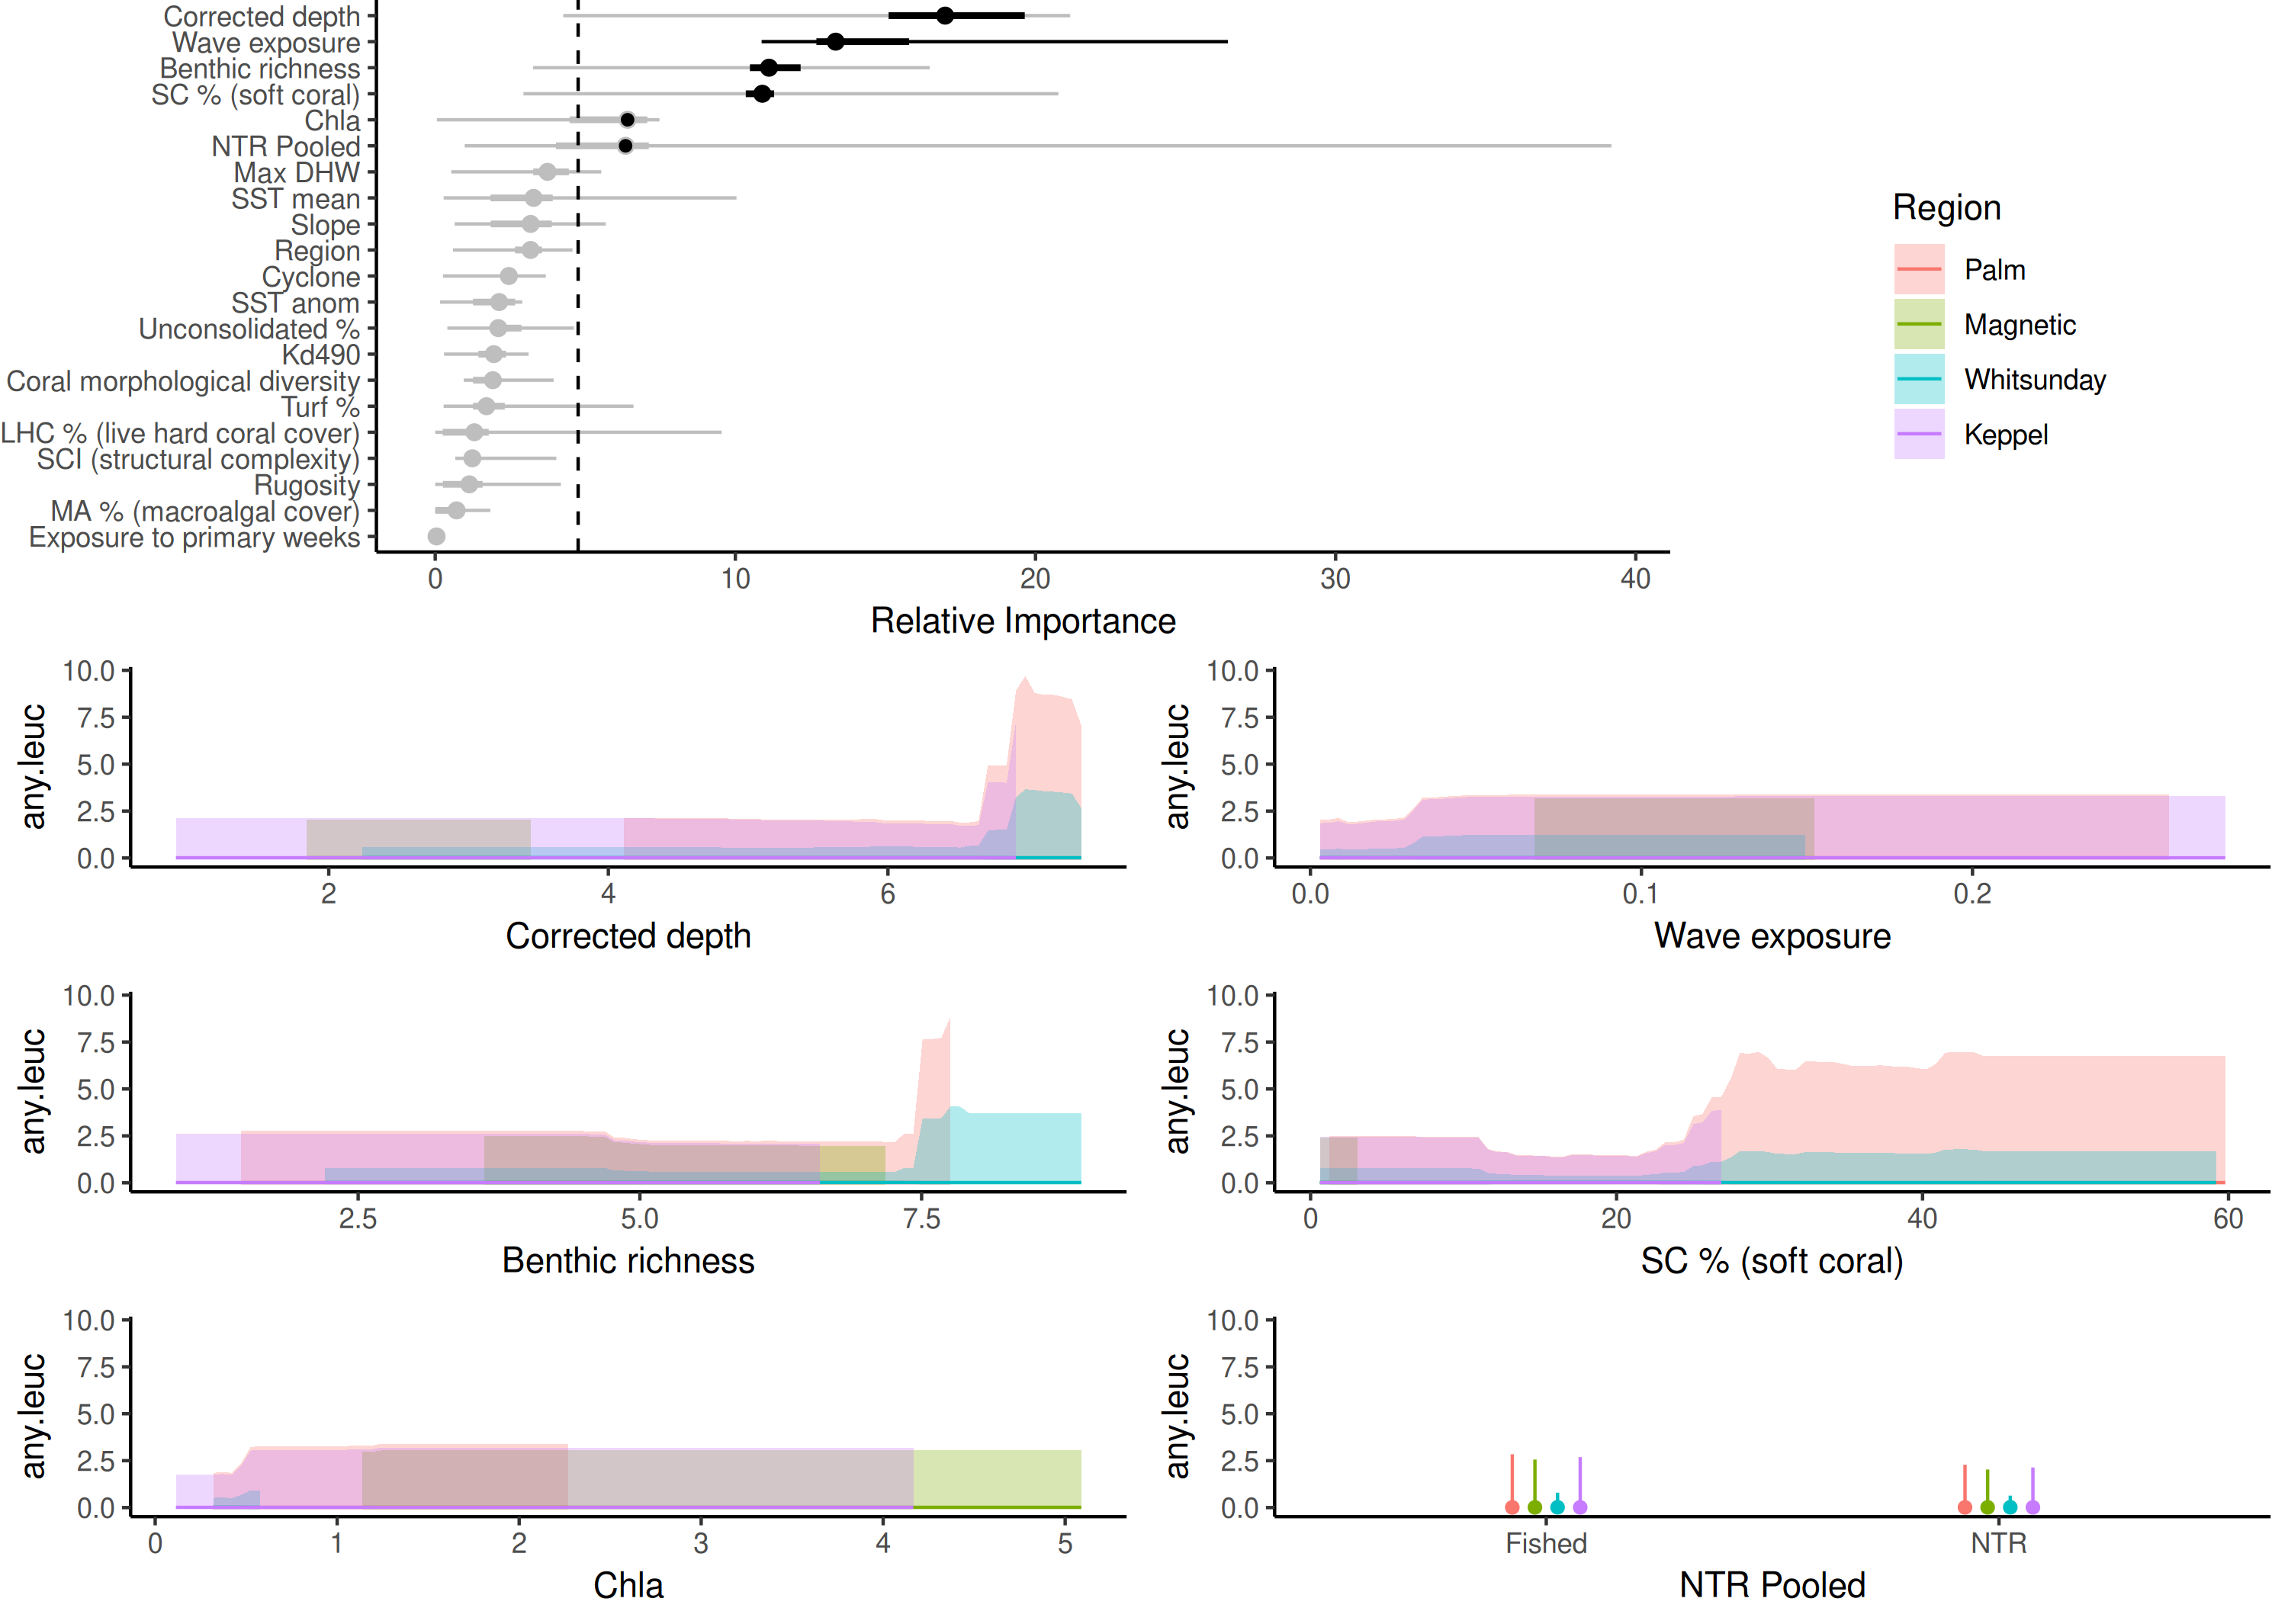 Corrected depth
Wave exposure
Benthic richness
SC % (soft coral)
Chla
NTR Pooled
Max DHW
SST mean
Slope
Region
Cyclone
SST anom
Unconsolidated %
Kd490
Coral morphological diversity
Turf %
LHC % (live hard coral cover)
SCI (structural complexity)
Rugosity
MA % (macroalgal cover)
Exposure to primary weeks
0 10 20 30 40
Relative Importance
Region
Palm
Magnetic
Whitsunday
Keppel
10.0
7.5
5.0
2.5
0.0
any.leuc
2 4 6
Corrected depth
10.0
7.5
5.0
2.5
0.0
any.leuc
0.0 0.1 0.2
Wave exposure
10.0
7.5
5.0
2.5
0.0
any.leuc
2.5 5.0 7.5
Benthic richness
10.0
7.5
5.0
2.5
0.0
any.leuc
0 20 40 60
SC % (soft coral)
10.0
7.5
5.0
2.5
0.0
any.leuc
0 1 2 3 4 5
Chla
10.0
7.5
5.0
2.5
0.0
any.leuc
Fished NTR
NTR Pooled